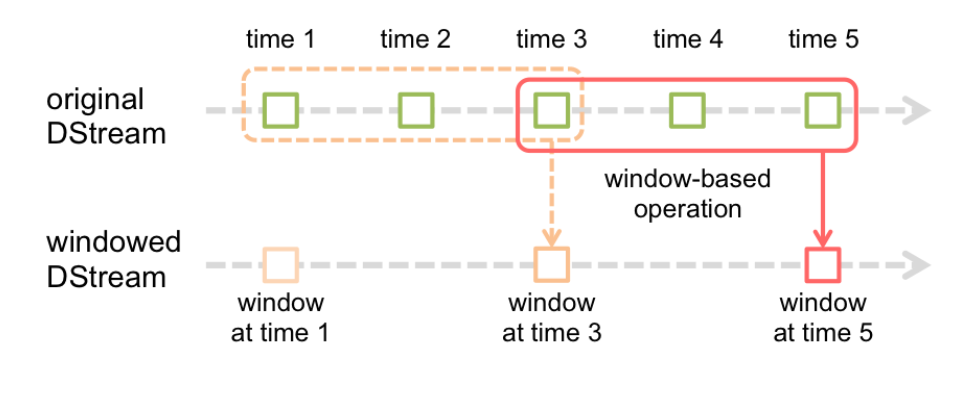 time 1 time 2 time 3 time 4 time 5
original
DStream
window-based
operation
windowed
DStream
window
at time 1
window
at time 3
window
at time 5